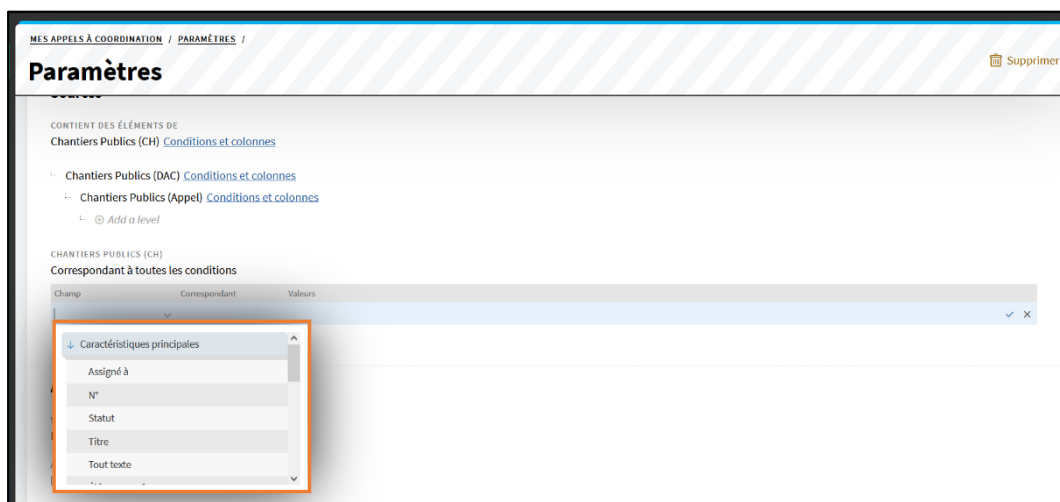 MES APPELS À COORDINATION / PARAMÈTRES /
Paramètres
Supprimer
Sources
CONTIENT DES ÉLÉMENTS DE
Chantiers Publics (CH) Conditions et colonnes
Chantiers Publics (DAC) Conditions et colonnes
Chantiers Publics (Appel) Conditions et colonnes
Add a level
CHANTIERS PUBLICS (CH)
Correspondant à toutes les conditions
Champ Correspondant Valeurs
Caractéristiques principales
Assigné à
N°
Statut
Titre
Tout texte